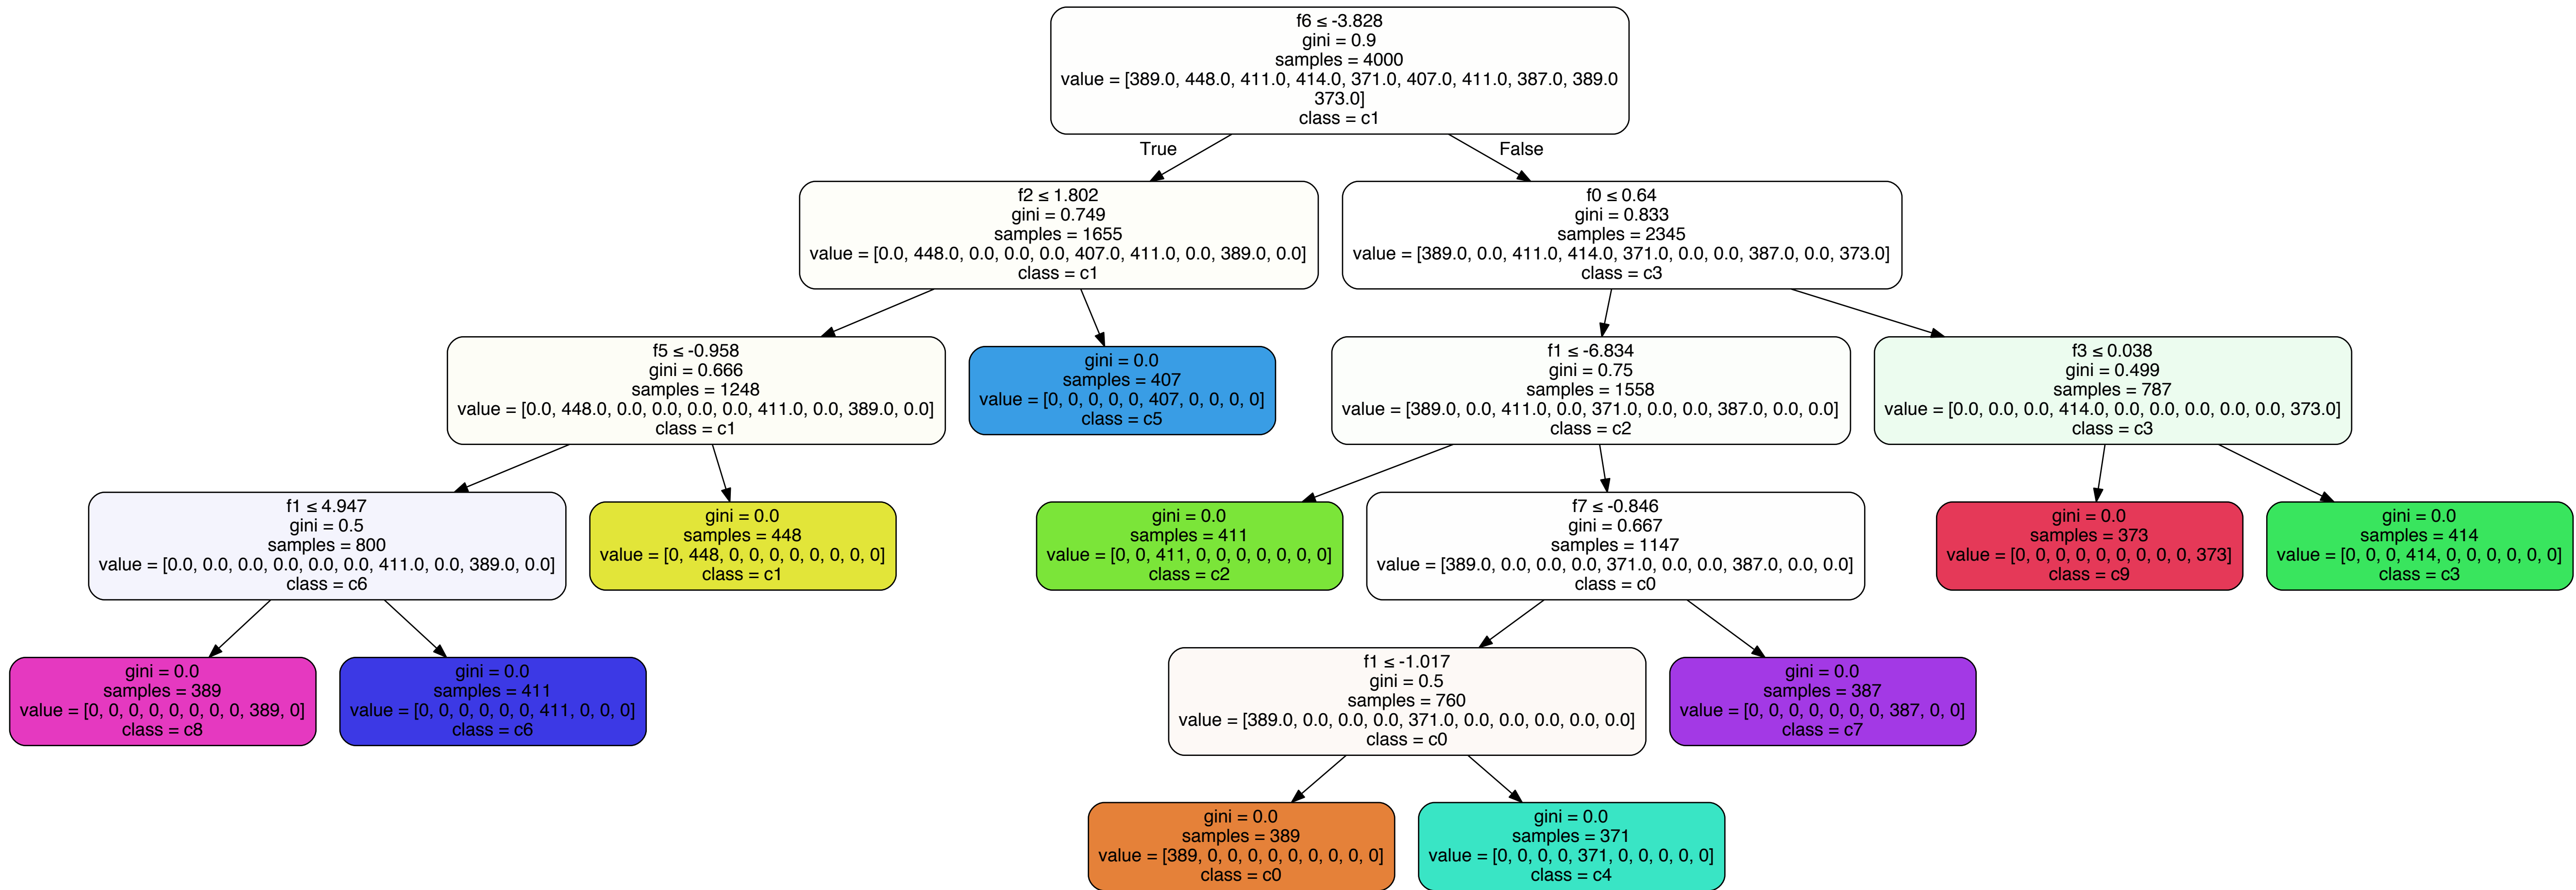 f6 ≤ -3.828
gini = 0.9
samples = 4000
value = [389.0, 448.0, 411.0, 414.0, 371.0, 407.0, 411.0, 387.0, 389.0
373.0]
class = c1
True
False
f2 ≤ 1.802
gini = 0.749
samples = 1655
value = [0.0, 448.0, 0.0, 0.0, 0.0, 407.0, 411.0, 0.0, 389.0, 0.0]
class = c1
f0 ≤ 0.64
gini = 0.833
samples = 2345
value = [389.0, 0.0, 411.0, 414.0, 371.0, 0.0, 0.0, 387.0, 0.0, 373.0]
class = c3
f5 ≤ -0.958
gini = 0.666
samples = 1248
value = [0.0, 448.0, 0.0, 0.0, 0.0, 0.0, 411.0, 0.0, 389.0, 0.0]
class = c1
gini = 0.0
samples = 407
value = [0, 0, 0, 0, 0, 407, 0, 0, 0, 0]
class = c5
f1 ≤ -6.834
gini = 0.75
samples = 1558
value = [389.0, 0.0, 411.0, 0.0, 371.0, 0.0, 0.0, 387.0, 0.0, 0.0]
class = c2
f3 ≤ 0.038
gini = 0.499
samples = 787
value = [0.0, 0.0, 0.0, 414.0, 0.0, 0.0, 0.0, 0.0, 0.0, 373.0]
class = c3
f1 ≤ 4.947
gini = 0.5
samples = 800
value = [0.0, 0.0, 0.0, 0.0, 0.0, 0.0, 411.0, 0.0, 389.0, 0.0]
class = c6
gini = 0.0
samples = 448
value = [0, 448, 0, 0, 0, 0, 0, 0, 0, 0]
class = c1
gini = 0.0
samples = 411
value = [0, 0, 411, 0, 0, 0, 0, 0, 0, 0]
class = c2
f7 ≤ -0.846
gini = 0.667
samples = 1147
value = [389.0, 0.0, 0.0, 0.0, 371.0, 0.0, 0.0, 387.0, 0.0, 0.0]
class = c0
gini = 0.0
samples = 373
value = [0, 0, 0, 0, 0, 0, 0, 0, 0, 373]
class = c9
gini = 0.0
samples = 414
value = [0, 0, 0, 414, 0, 0, 0, 0, 0, 0]
class = c3
gini = 0.0
samples = 389
value = [0, 0, 0, 0, 0, 0, 0, 0, 389, 0]
class = c8
gini = 0.0
samples = 411
value = [0, 0, 0, 0, 0, 0, 411, 0, 0, 0]
class = c6
f1 ≤ -1.017
gini = 0.5
samples = 760
value = [389.0, 0.0, 0.0, 0.0, 371.0, 0.0, 0.0, 0.0, 0.0, 0.0]
class = c0
gini = 0.0
samples = 387
value = [0, 0, 0, 0, 0, 0, 0, 387, 0, 0]
class = c7
gini = 0.0
samples = 389
value = [389, 0, 0, 0, 0, 0, 0, 0, 0, 0]
class = c0
gini = 0.0
samples = 371
value = [0, 0, 0, 0, 371, 0, 0, 0, 0, 0]
class = c4